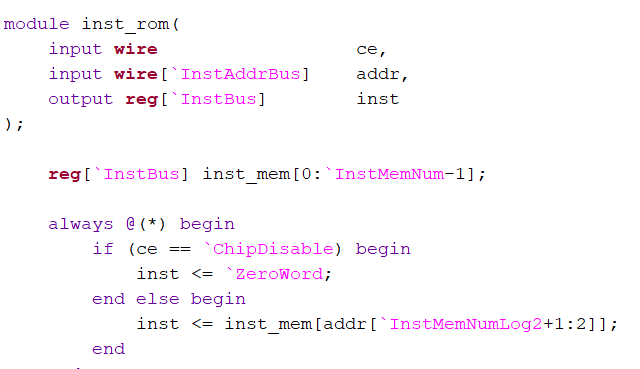 module inst_rom(
    input wire                    ce,
    input wire[`InstAddrBus]     addr,
    output reg[`InstBus]         inst
);
    reg[`InstBus] inst_mem[0:`InstMemNum-1];
    always @(*) begin
        if (ce == `ChipDisable) begin
            inst <= `ZeroWord;
        end else begin
            inst <= inst_mem[addr[`InstMemNumLog2+1:2]];
        end